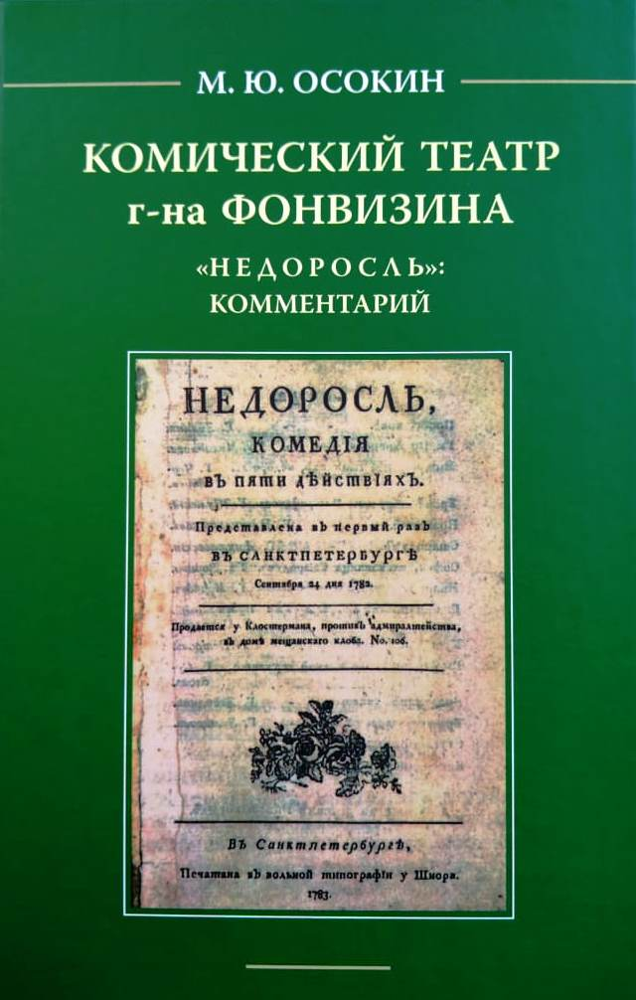 М. Ю. ОСОКИН
КОМИЧЕСКИЙ ТЕАТР
г-на ФОНВИЗИНА
«НЕДОРОСЛЬ»:
КОММЕНТАРИЙ
НЕДОРОСЛЬ,
КОМЕДІЯ
ВЪ ПЯТИ ДѢЙСТВІЯХЪ.
Представлена въ первый разъ
ВЪ САНКТПЕТЕРБУРГѢ
Сентября 24 дня 1782.
Продается у Клостермана, противъ адмиралтейства,
въ домѣ мещанскаго клоба. No. 106.
Въ Санктпетербургѣ,
Печатана въ вольной типографіи у Шнора.
1783.